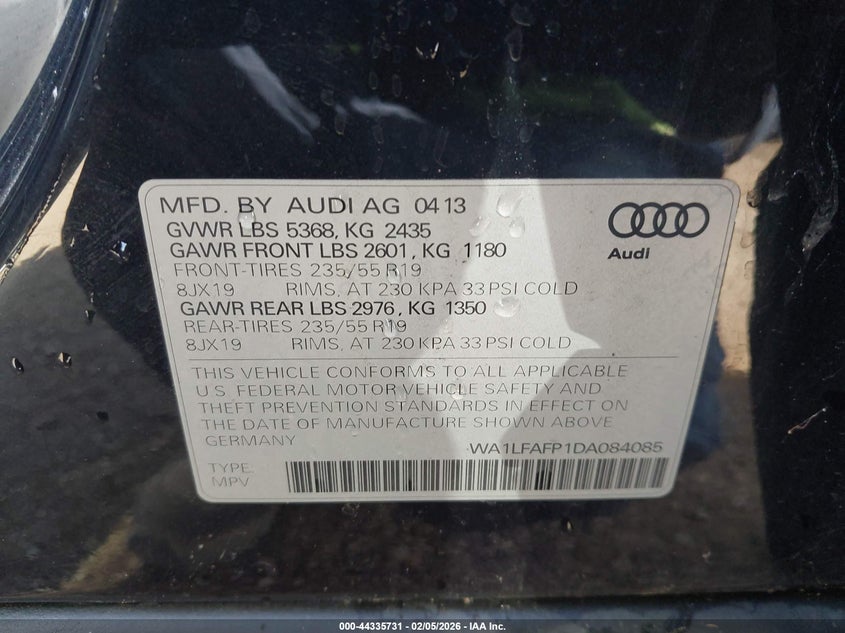 MFD. BY AUDI AG 04 13
GVWR LBS 5368, KG 2435
GAWR FRONT LBS 2601, KG 1180
FRONT-TIRES 235/55 R19
8JX19 RIMS, AT 230 KPA 33 PSI COLD
GAWR REAR LBS 2976, KG 1350
REAR-TIRES 235/55 R19
8JX19 RIMS, AT 230 KPA 33 PSI COLD
Audi
THIS VEHICLE CONFORMS TO ALL APPLICABLE
U.S. FEDERAL MOTOR VEHICLE SAFETY AND
THEFT PREVENTION STANDARDS IN EFFECT ON
THE DATE OF MANUFACTURE SHOWN ABOVE
GERMANY WA1LFAFP1DA084085
TYPE
MPV
000-44335731 - 02/05/2026 - IAA Inc.